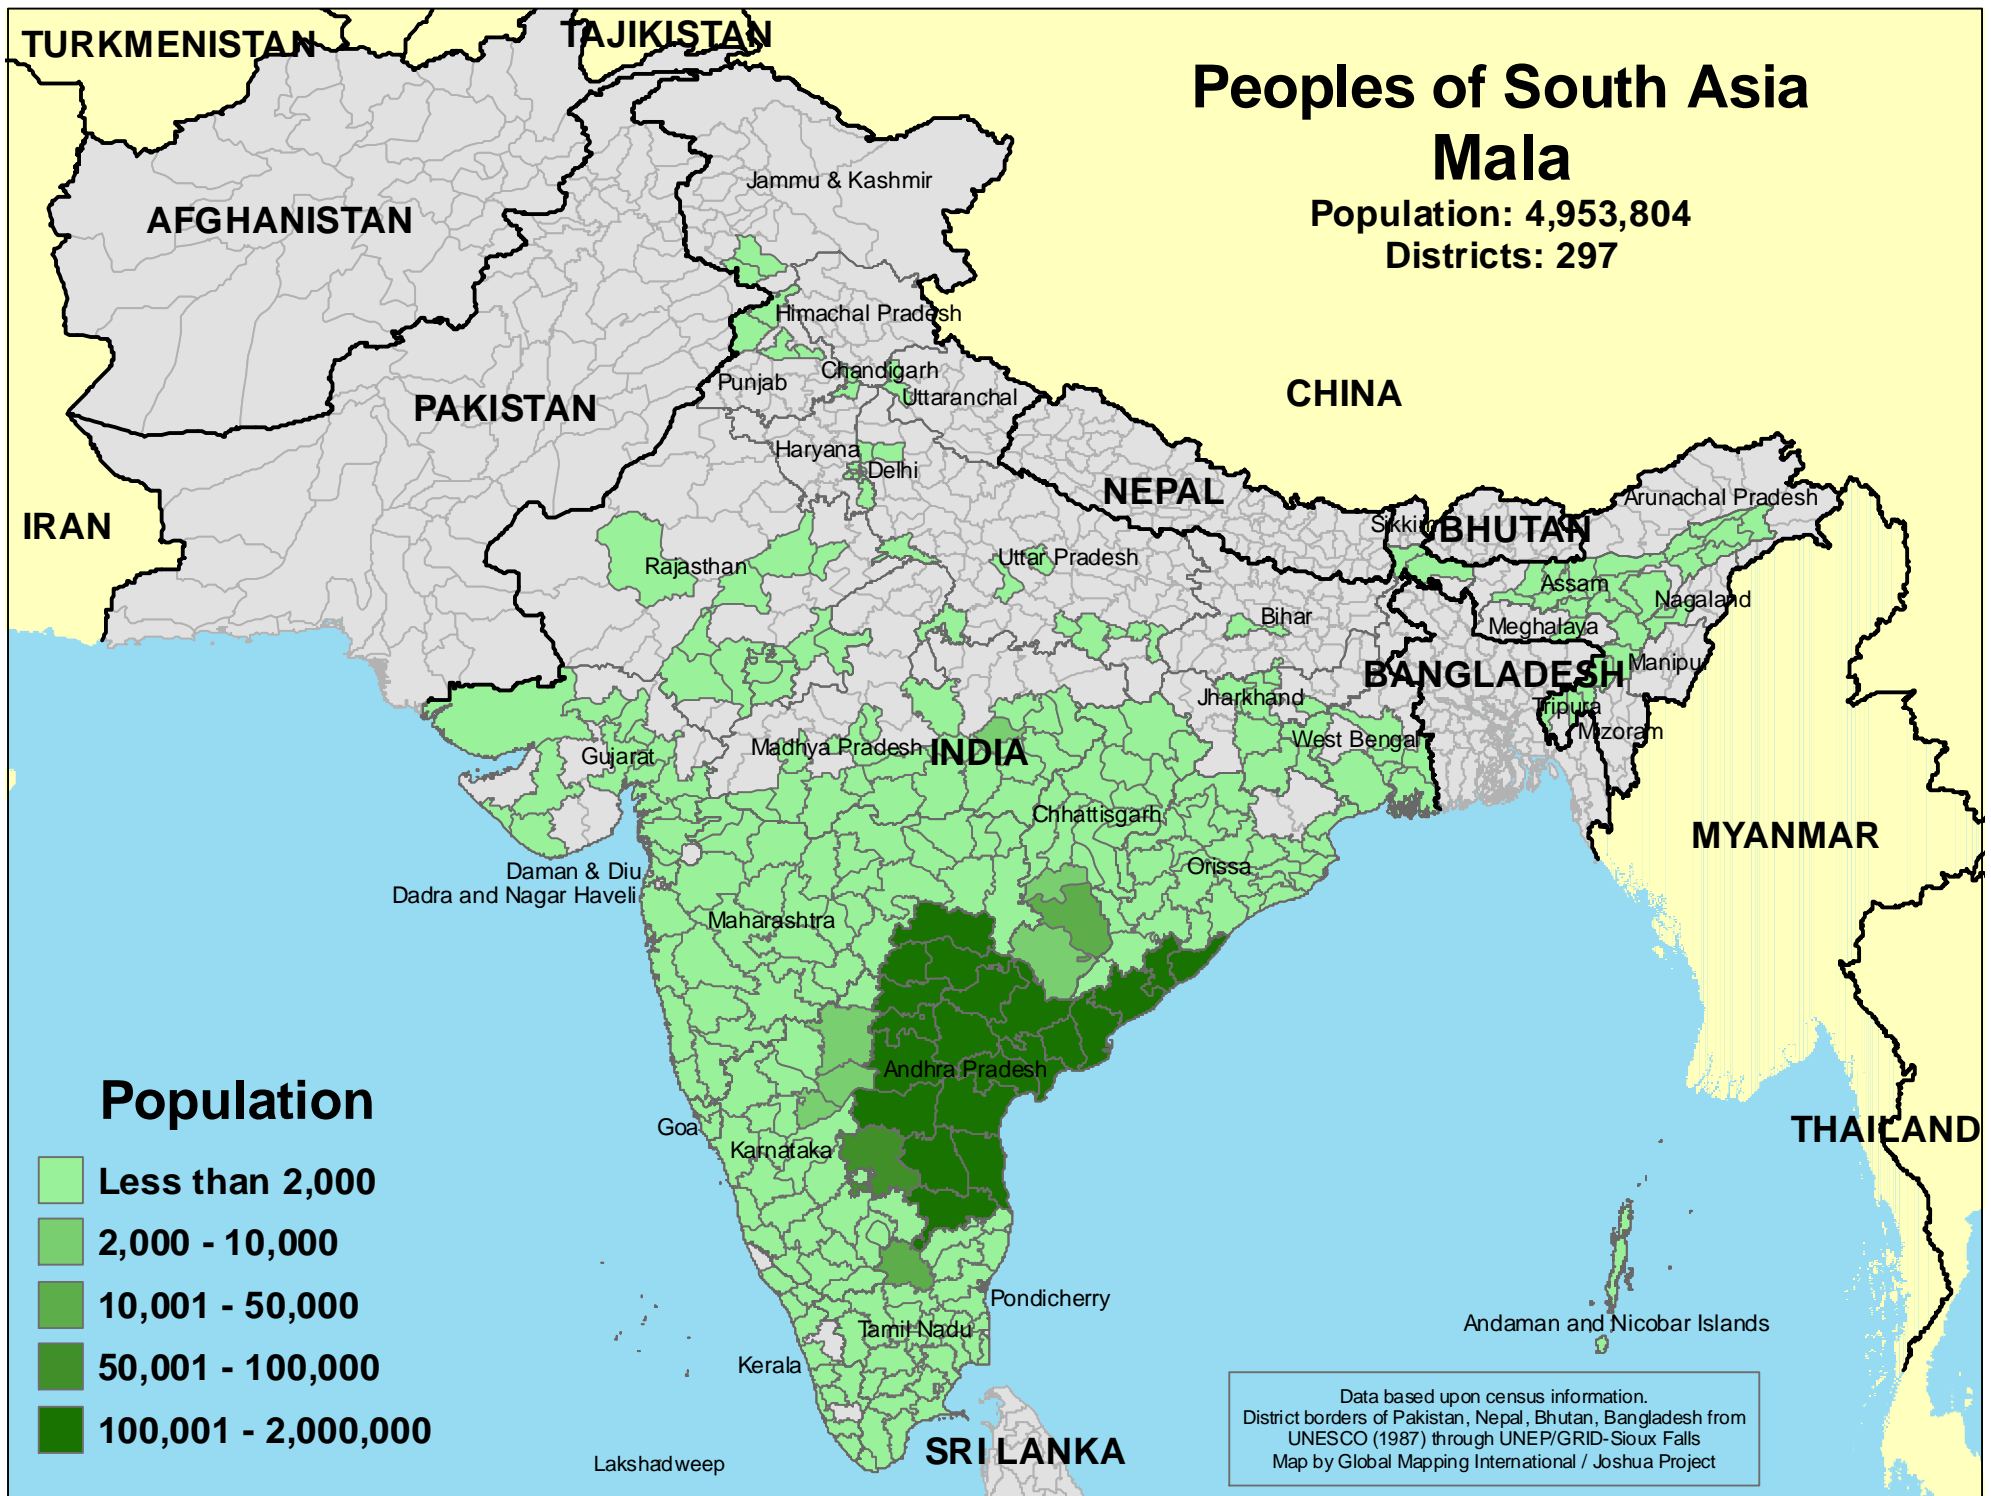 TURKMENISTAN
TAJIKISTAN
Peoples of South Asia
Mala
Population: 4,953,804
Districts: 297
Jammu & Kashmir
AFGHANISTAN
Himachal Pradesh
Punjab
Chandigarh
Uttaranchal
CHINA
PAKISTAN
Haryana
Delhi
NEPAL
IRAN
Sikkim
BHUTAN
Arunachal Pradesh
Rajasthan
Uttar Pradesh
Assam
Nagaland
Bihar
Meghalaya
BANGLADESH
Manipu
Jharkhand
Tripura
Mizoram
Gujarat
Madhya Pradesh
INDIA
West Bengal
Chhattisgarh
MYANMAR
Orissa
Daman & Diu
Dadra and Nagar Haveli
Maharashtra
Andhra Pradesh
Goa
Karnataka
THAILAND
Population
Less than 2,000
2,000 - 10,000
10,001 - 50,000
50,001 - 100,000
100,001 - 2,000,000
Pondicherry
Tamil Nadu
Kerala
Andaman and Nicobar Islands
Lakshadweep
SRI LANKA
Data based upon census information.
District borders of Pakistan, Nepal, Bhutan, Bangladesh from
UNESCO (1987) through UNEP/GRID-Sioux Falls
Map by Global Mapping International / Joshua Project